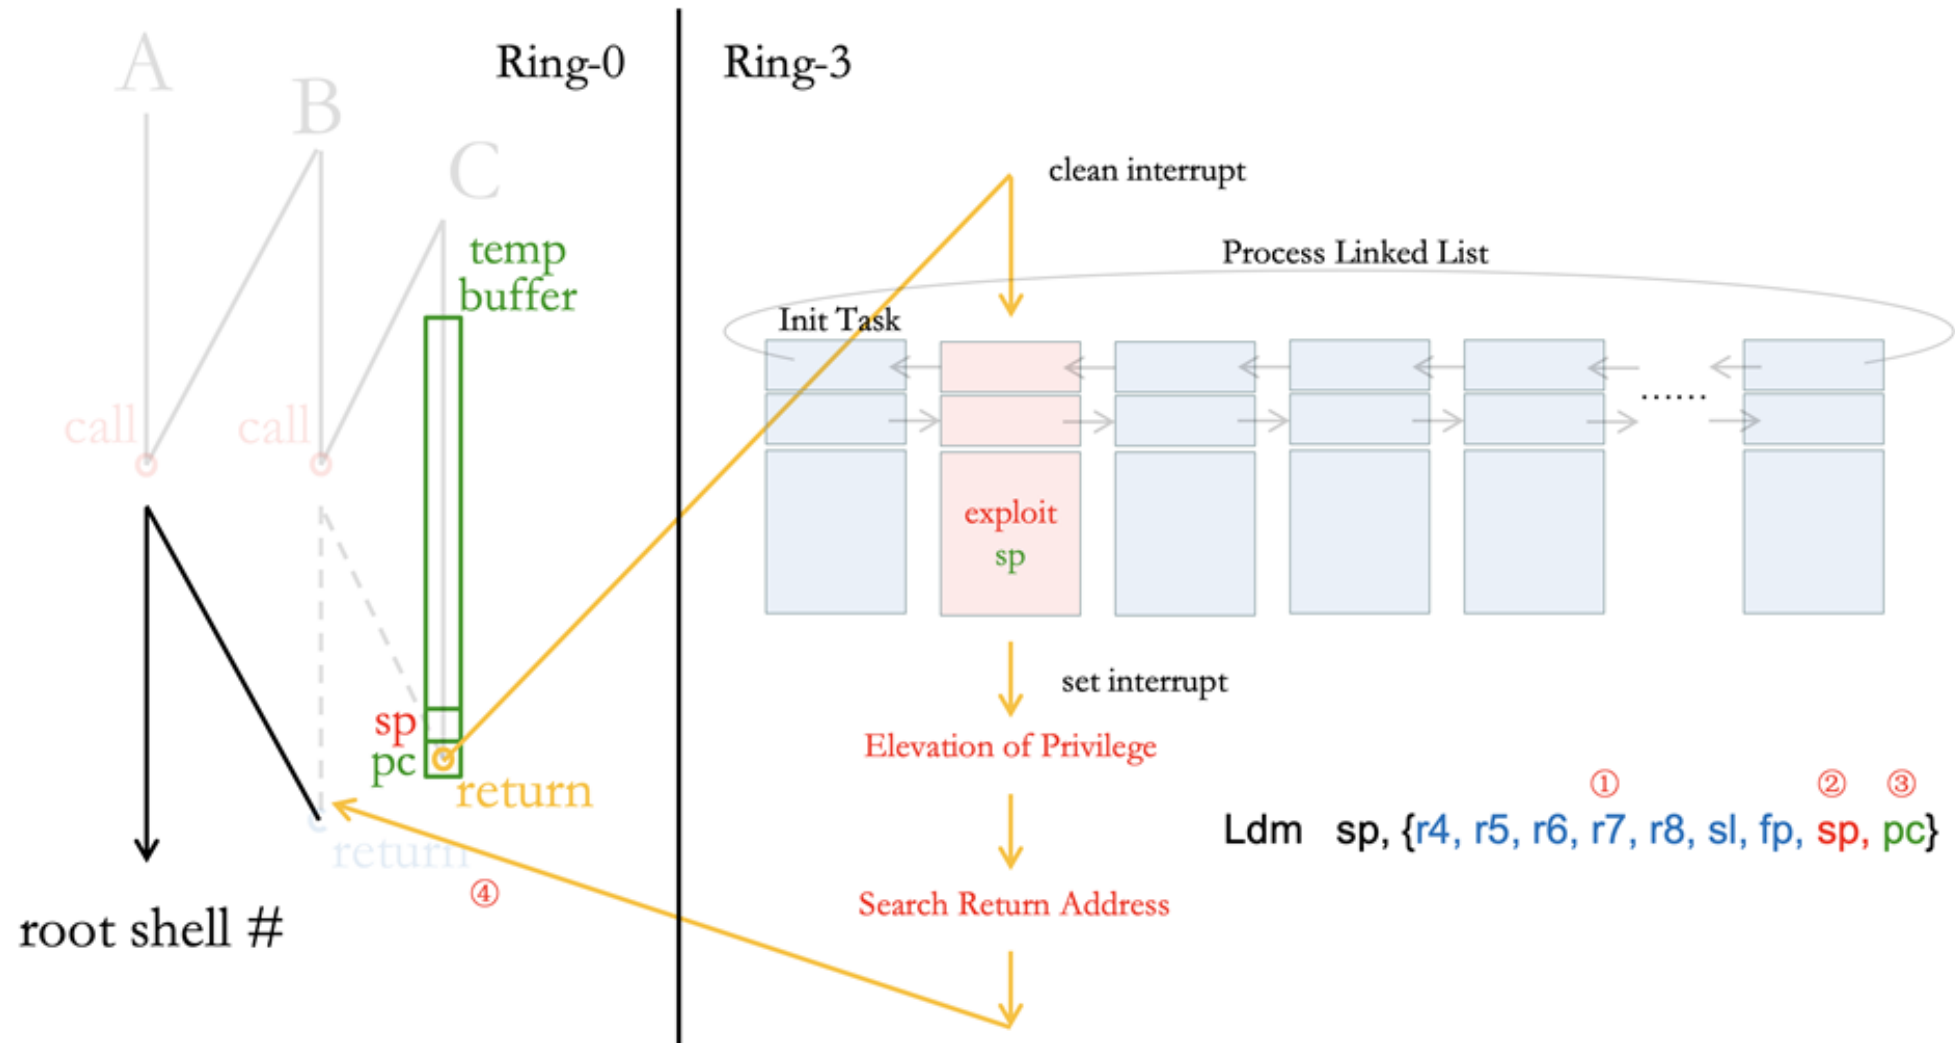 A
B
C
Ring-0
Ring-3
temp
buffer
call
call
sp
pc
return
return
④
root shell #
clean interrupt
Process Linked List
Init Task
......
exploit
sp
set interrupt
Elevation of Privilege
Search Return Address
① ② ③
Ldm sp, {r4, r5, r6, r7, r8, sl, fp, sp, pc}